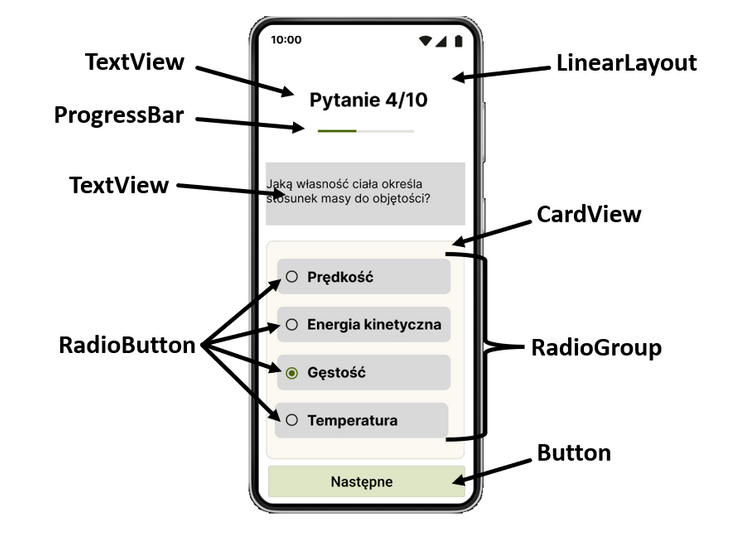 10:00
TextView
LinearLayout
Pytanie 4/10
ProgressBar
TextView
Jaką własność ciała określa
stosunek masy do objętości?
CardView
Prędkość
Energia kinetyczna
RadioButton
RadioGroup
Gęstość
Temperatura
Button
Następne